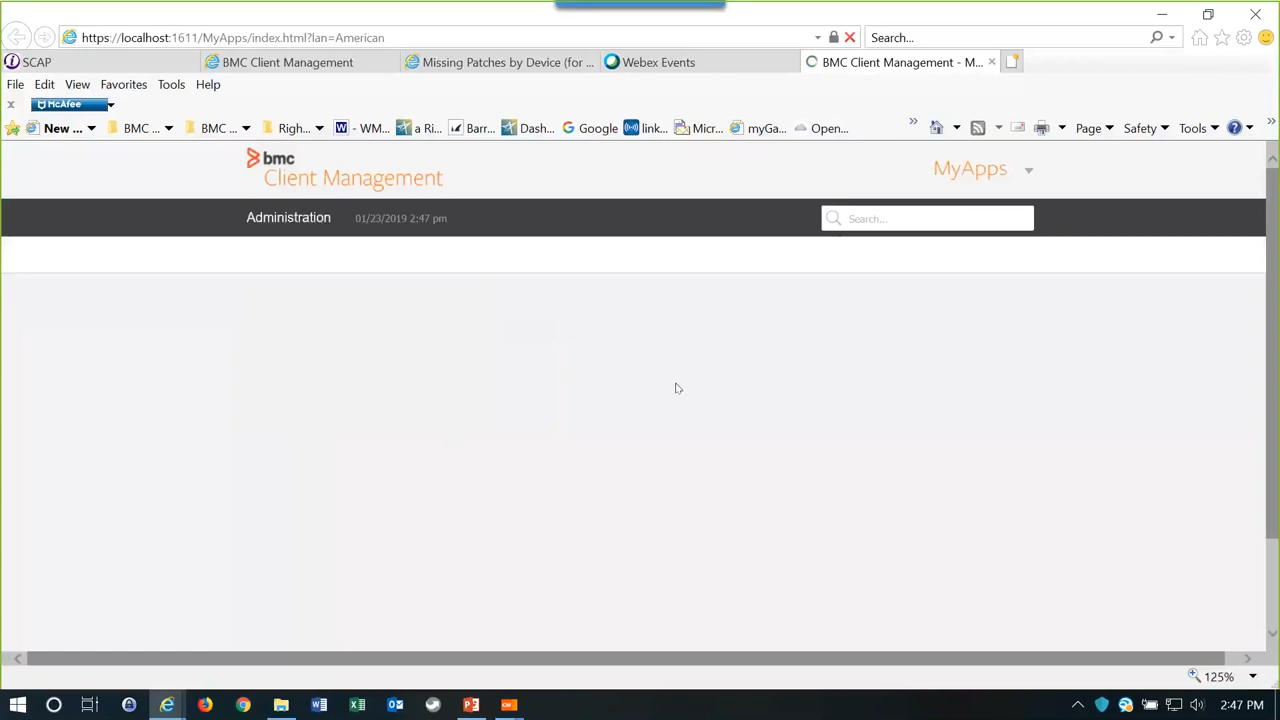 https://localhost:1611/MyApps/index.html?lan=American
Search...
SCAP
BMC Client Management
Missing Patches by Device (for ...
Webex Events
BMC Client Management - M...
File Edit View Favorites Tools Help
x McAfee
New ...
BMC ...
BMC ...
Righ...
- WM...
a Ri...
Barr...
Dash...
Google
link...
Micr...
myGa...
Open...
Page
Safety
Tools
bmc
Client Management
MyApps
Administration
01/23/2019 2:47 pm
Search...
125%
2:47 PM